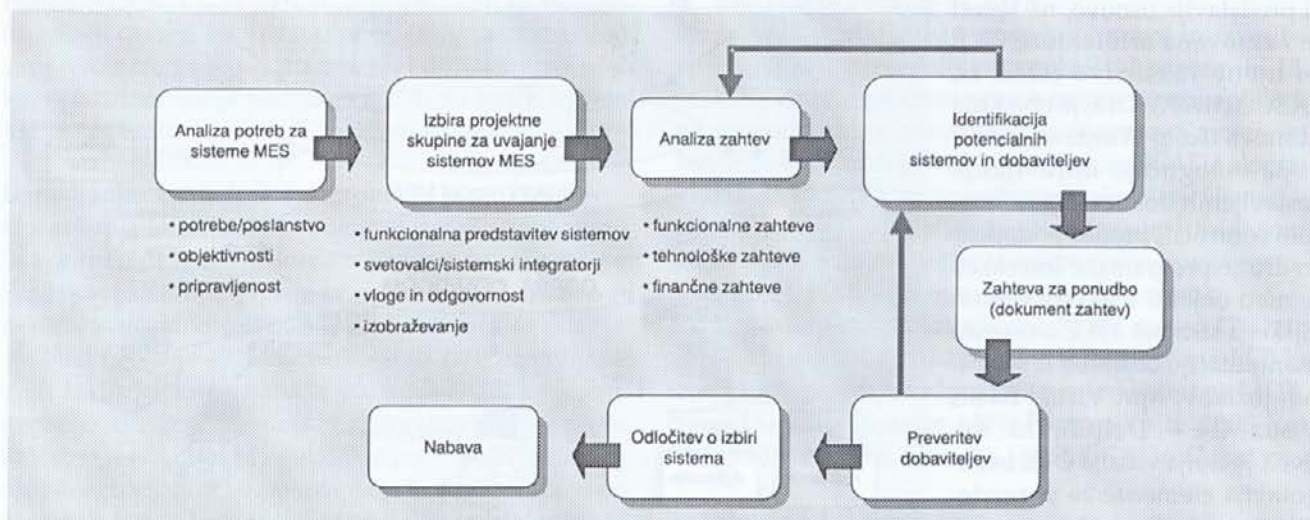 Analiza potreb za
sisteme MES
• potrebe/poslanstvo
• objektivnosti
• pripravljenost
Izbira projektne
skupine za uvajanje
sistemov MES
• funkcionalna predstavitev sistemov
• svetovalci/sistemski integratorji
• vloge in odgovornost
• izobraževanje
Analiza zahtev
• funkcionalne zahteve
• tehnološke zahteve
• finančne zahteve
Identifikacija
potencialnih
sistemov in dobaviteljev
Zahteva za ponudbo
(dokument zahtev)
Preveritev
dobaviteljev
Odločitev o izbiri
sistema
Nabava